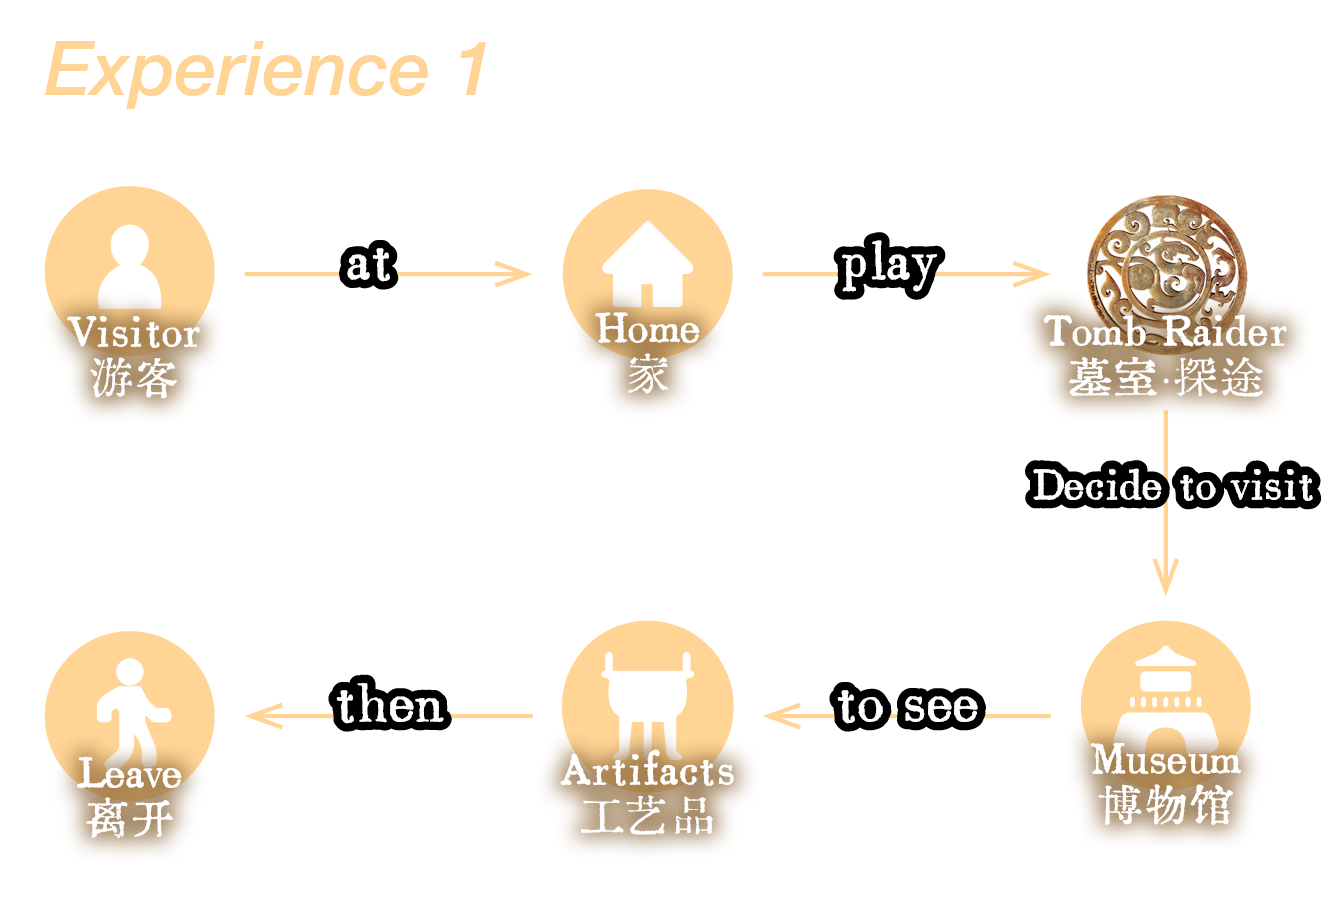 Experience 1
Visitor
游客
at
Home
家
play
Tomb Raider
墓室·探途
Decide to visit
Museum
博物馆
to see
Artifacts
工艺品
then
Leave
离开